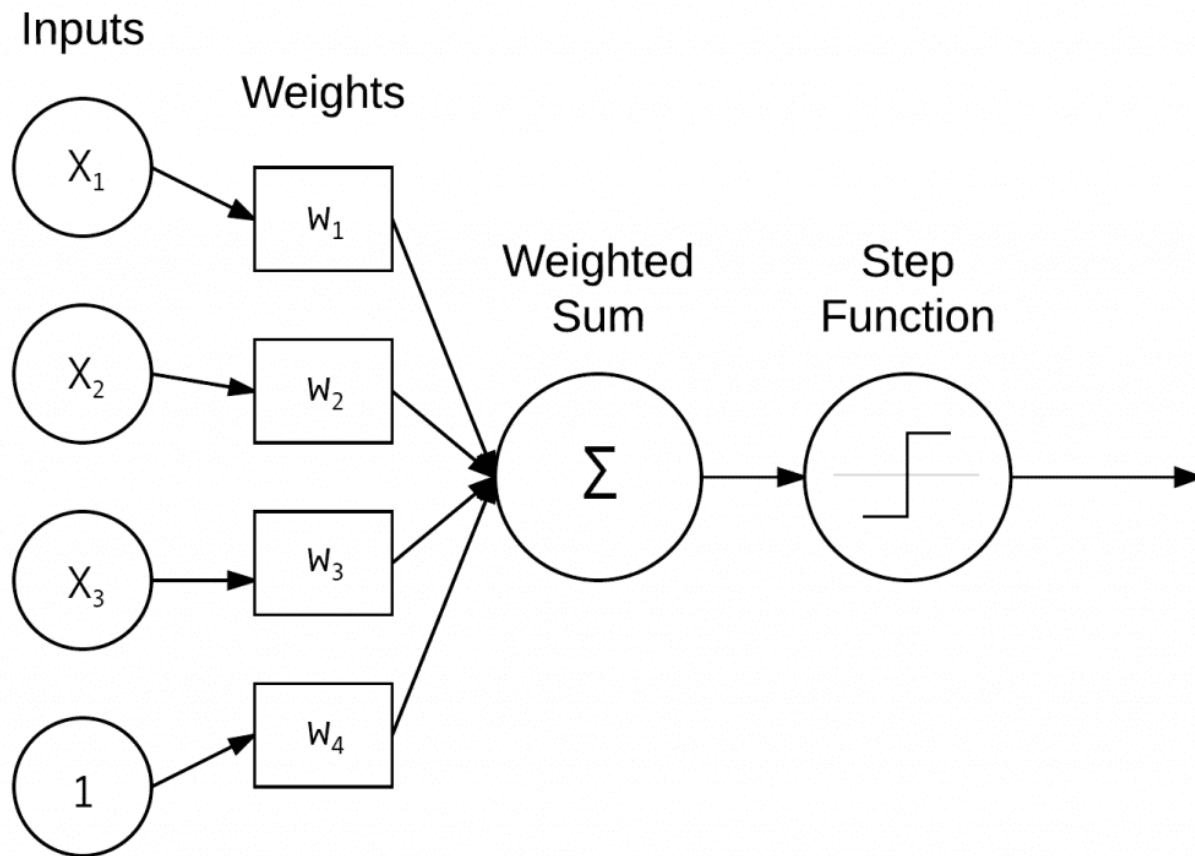 Inputs
Weights
X₁
w₁
Weighted
Sum
Step
Function
X₂
w₂
Σ
X₃
w₃
w₄
1